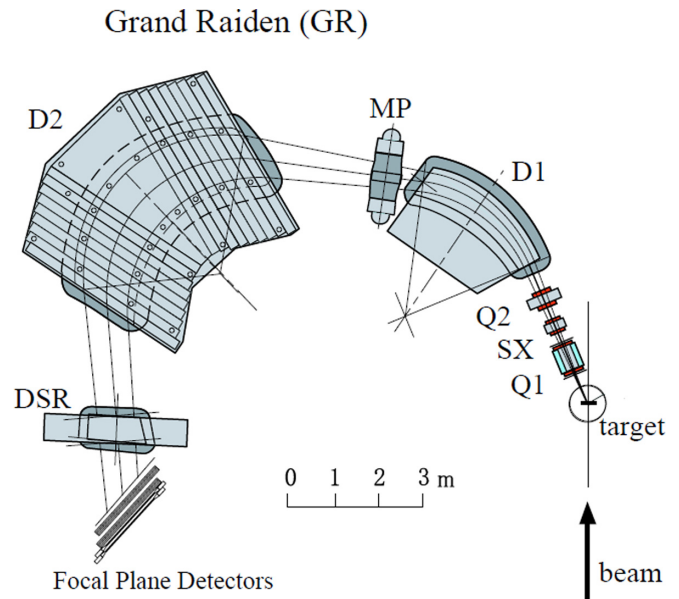 Grand Raiden (GR)
MP
D2
D1
Q2
SX
Q1
DSR
target
0 1 2 3 m
beam
Focal Plane Detectors